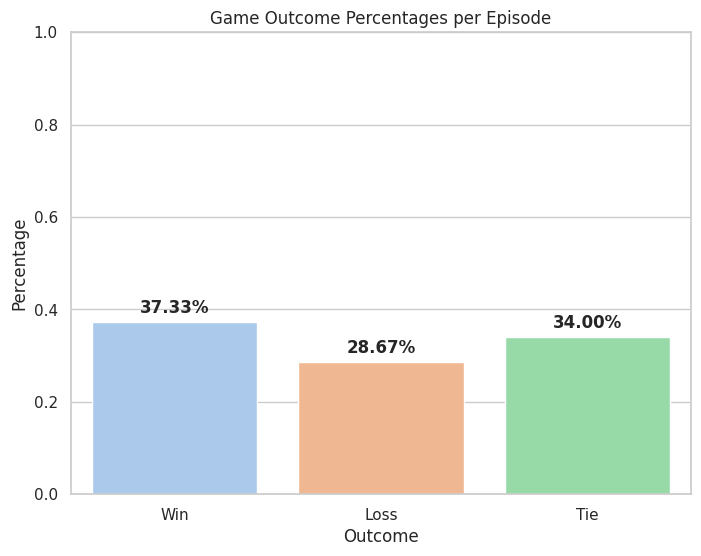 Game Outcome Percentages per Episode
1.0
0.8
0.6
0.4
0.2
0.0
Percentage
37.33%
28.67%
34.00%
Win
Loss
Tie
Outcome